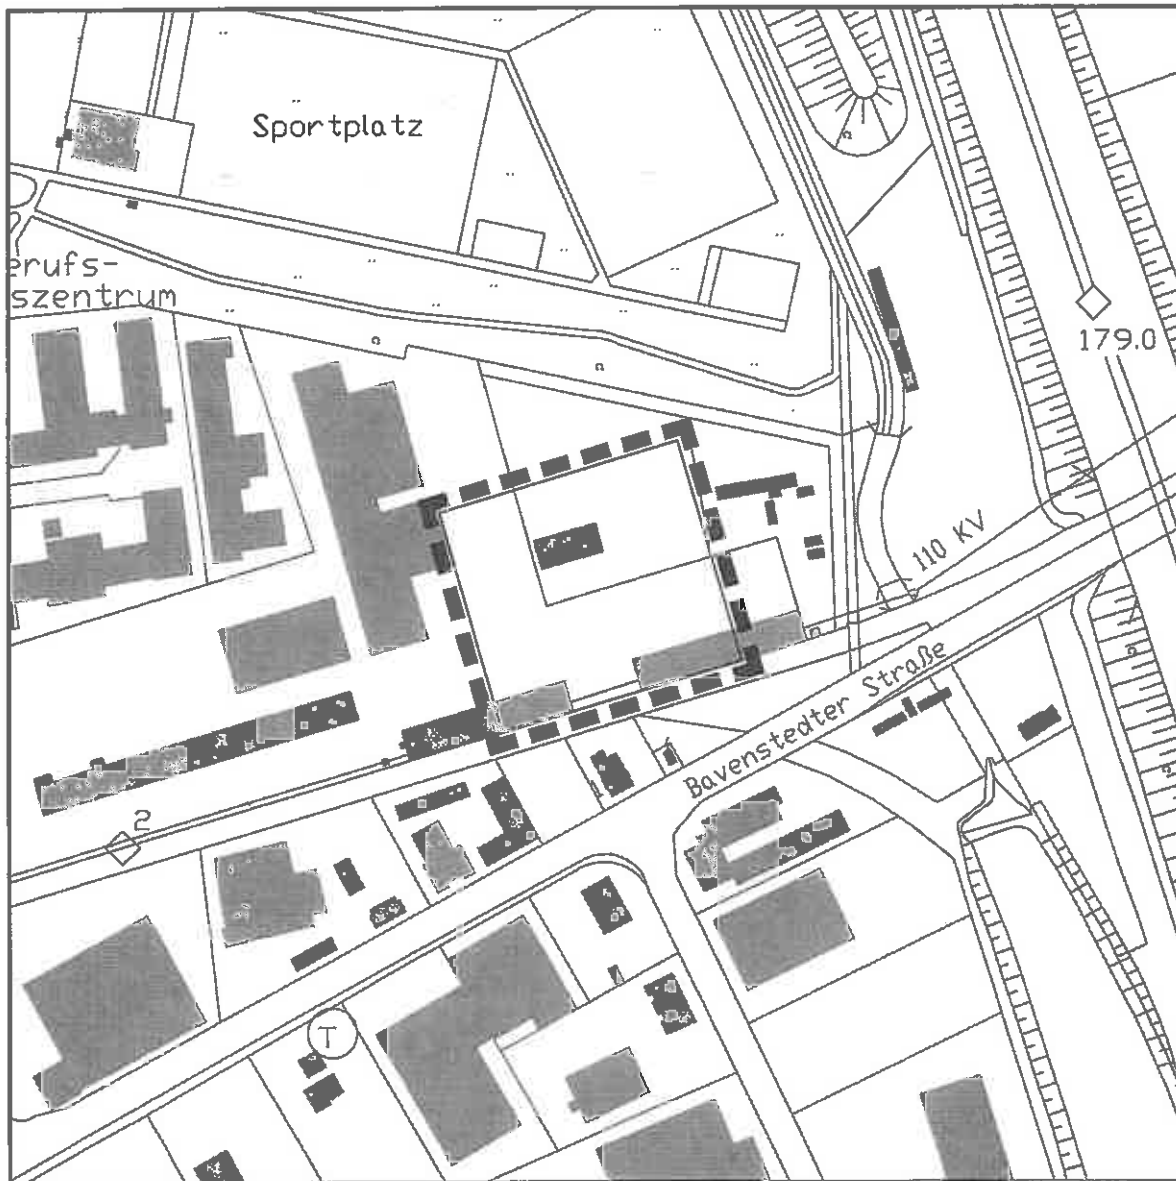 Sportplatz
erufs-
szentrum
179.0
110 KV
Bavenstedter Straße
2
T